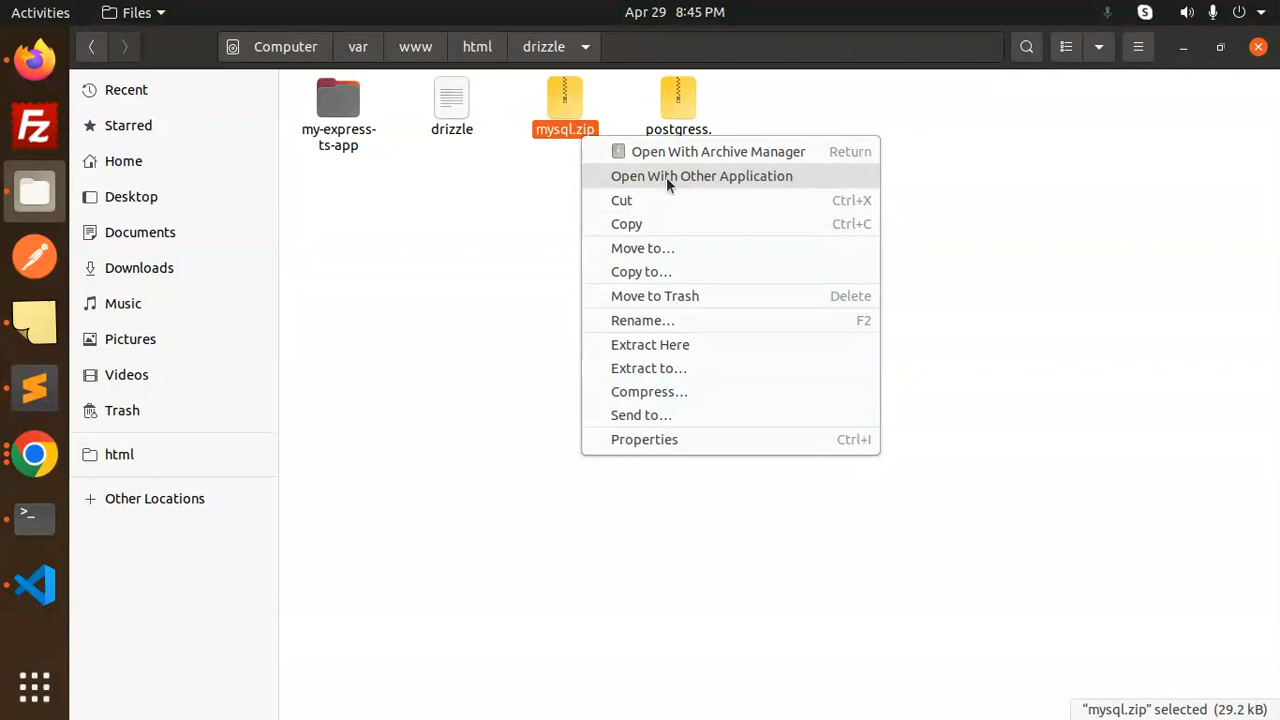 Activities
Files
Apr 29 8:45 PM
Computer
var
www
html
drizzle
Recent
Starred
Home
Desktop
Documents
Downloads
Music
Pictures
Videos
Trash
html
Other Locations
my-express-
ts-app
drizzle
mysql.zip
postgress.
Open With Archive Manager Return
Open With Other Application
Cut Ctrl+X
Copy Ctrl+C
Move to…
Copy to…
Move to Trash Delete
Rename… F2
Extract Here
Extract to…
Compress…
Send to…
Properties Ctrl+I
"mysql.zip" selected (29.2 kB)